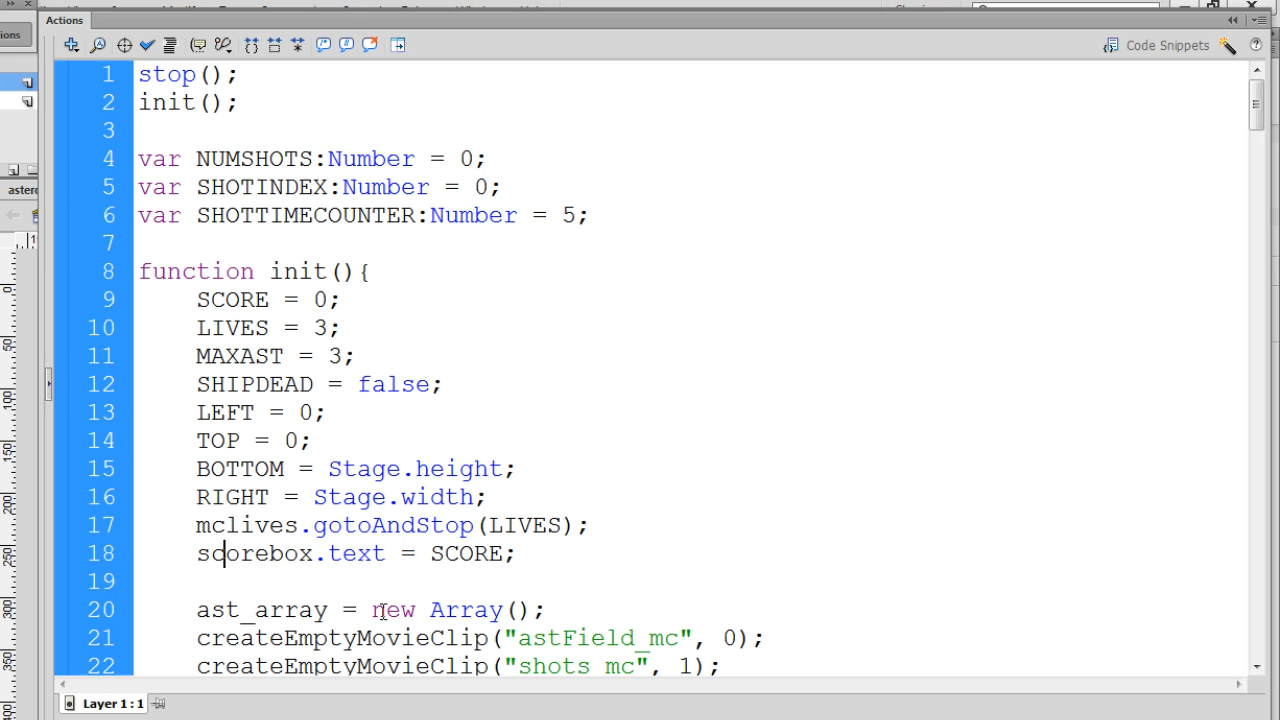 Actions
ions
Code Snippets
1 stop();
2 init();
3
4 var NUMSHOTS:Number = 0;
5 var SHOTINDEX:Number = 0;
6 var SHOTTIMECOUNTER:Number = 5;
7
8 function init(){
9 SCORE = 0;
10 LIVES = 3;
11 MAXAST = 3;
12 SHIPDEAD = false;
13 LEFT = 0;
14 TOP = 0;
15 BOTTOM = Stage.height;
16 RIGHT = Stage.width;
17 mclives.gotoAndStop(LIVES);
18 scorebox.text = SCORE;
19
20 ast_array = new Array();
21 createEmptyMovieClip("astField_mc", 0);
22 createEmptyMovieClip("shots_mc", 1);
asterc
Layer 1 : 1